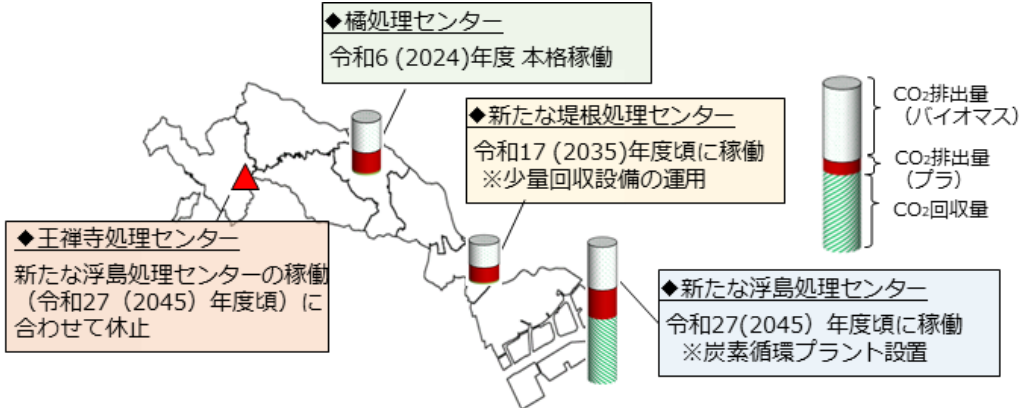 ◆橘処理センター
令和6 (2024)年度 本格稼働
◆新たな堤根処理センター
令和17 (2035)年度頃に稼働
※少量回収設備の運用
CO₂排出量
（バイオマス）
CO₂排出量
（プラ）
CO₂回収量
◆王禅寺処理センター
新たな浮島処理センターの稼働
（令和27（2045）年度頃）に
合わせて休止
◆新たな浮島処理センター
令和27(2045）年度頃に稼働
※炭素循環プラント設置